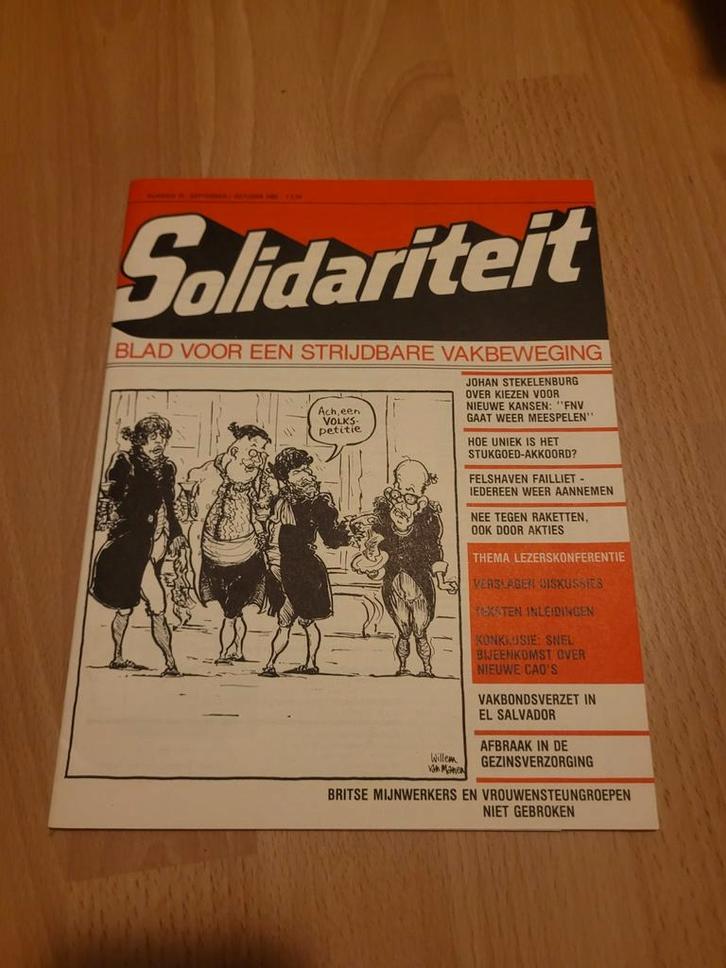 SEPTEMBER / OKTOBER
Solidariteit
BLAD VOOR EEN STRIJDBARE VAKBEWEGING
Ach, een
VOLKS-
petitie
Willem
van Manen
JOHAN STEKELENBURG
OVER KIEZEN VOOR
NIEUWE KANSEN: "FNV
GAAT WEER MEESPELEN"
HOE UNIEK IS HET
STUKGOED-AKKOORD?
FELSHAVEN FAILLIET -
IEDEREEN WEER AANNEMEN
NEE TEGEN RAKETTEN,
OOK DOOR AKTIES
THEMA LEZERSKONFERENTIE
VERSLAGEN DISKUSSIES
TEKSTEN INLEIDINGEN
KONKLUSIE: SNEL
BIJEENKOMST OVER
NIEUWE CAO'S
VAKBONDSVERZET IN
EL SALVADOR
AFBRAAK IN DE
GEZINSVERZORGING
BRITSE MIJNWERKERS EN VROUWENSTEUNGROEPEN
NIET GEBROKEN